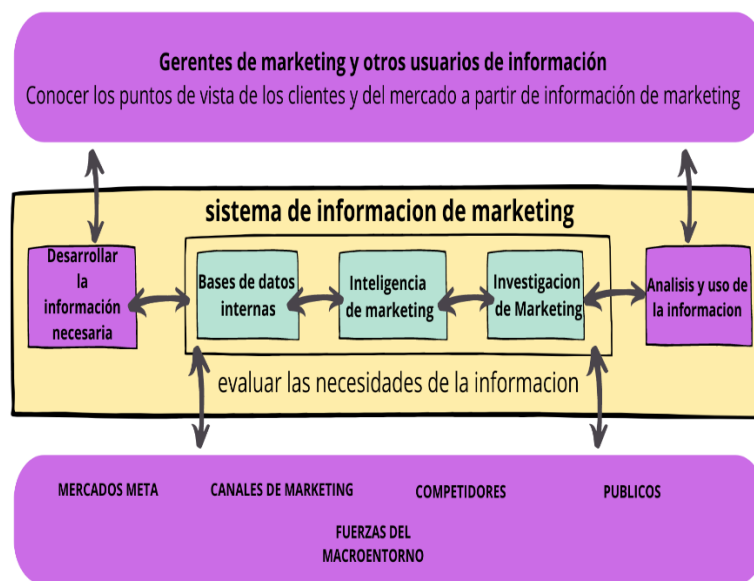 Gerentes de marketing y otros usuarios de información
Conocer los puntos de vista de los clientes y del mercado a partir de información de marketing
sistema de informacion de marketing
Desarrollar
la
información
necesaria
Bases de datos
internas
Inteligencia
de marketing
Investigacion
de Marketing
Analisis y uso de
la informacion
evaluar las necesidades de la informacion
MERCADOS META
CANALES DE MARKETING
COMPETIDORES
PUBLICOS
FUERZAS DEL
MACROENTORNO